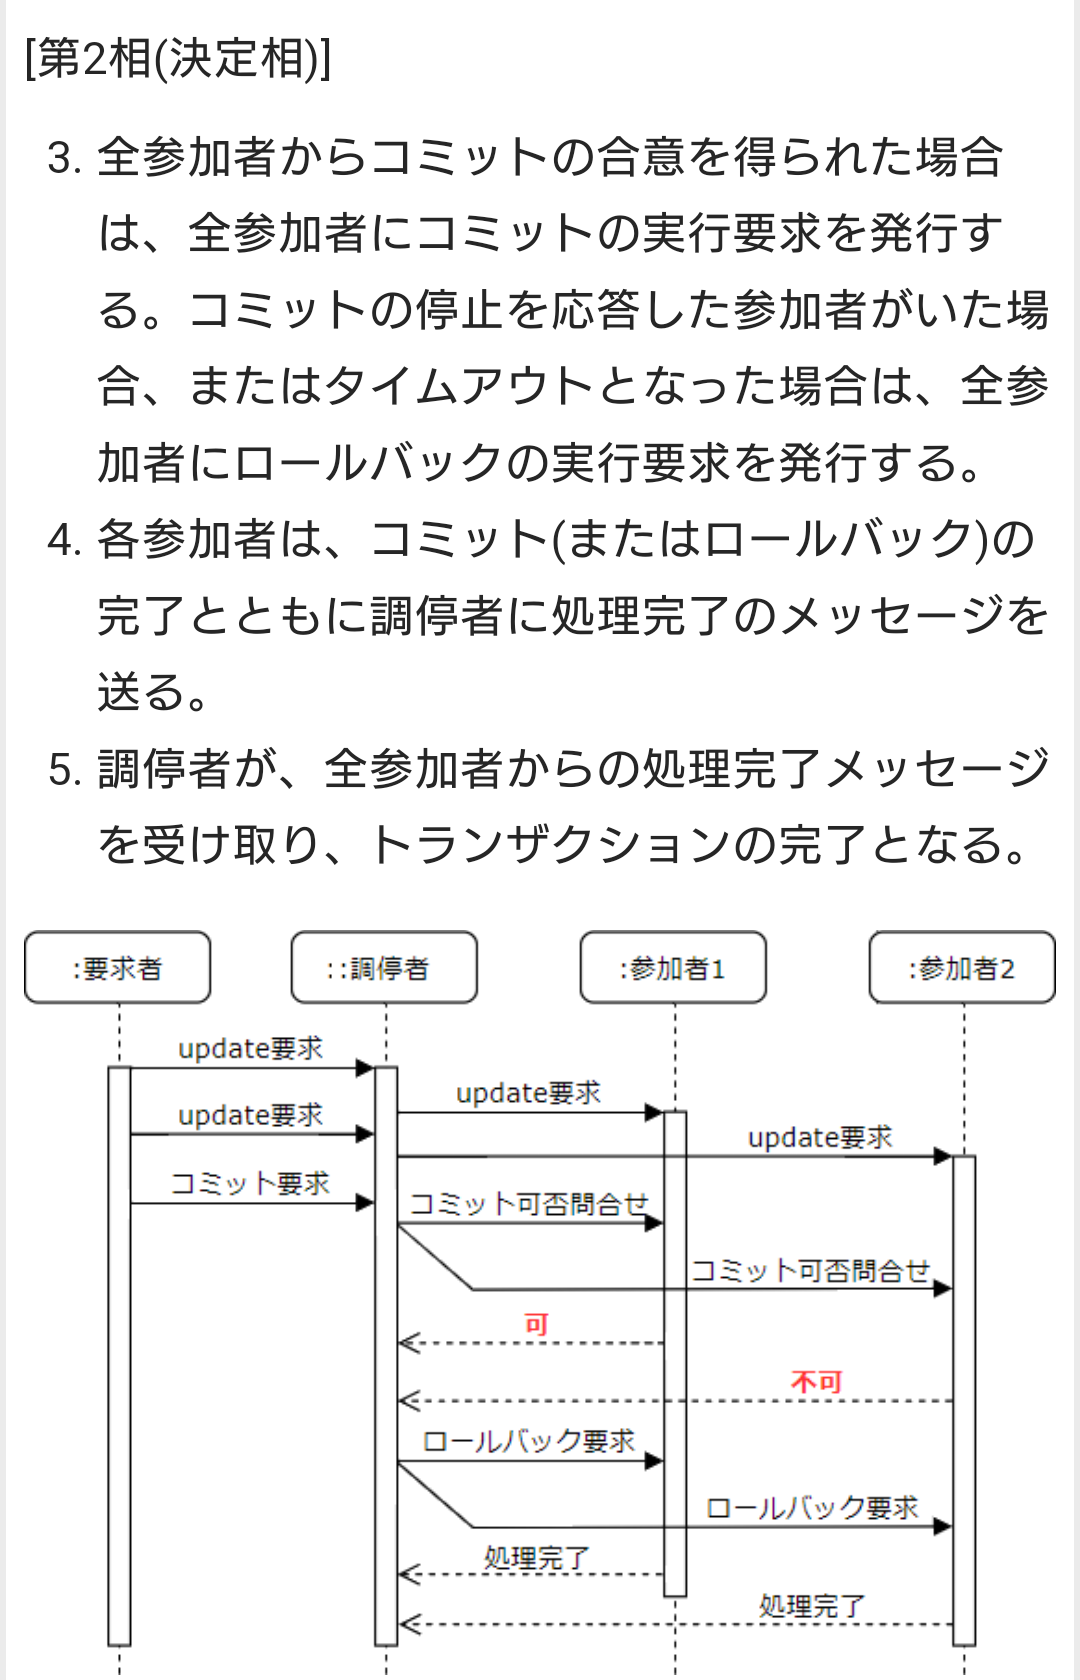 [第2相(決定相)]
3. 全参加者からコミットの合意を得られた場合
は、全参加者にコミットの実行要求を発行す
る。コミットの停止を応答した参加者がいた場
合、またはタイムアウトとなった場合は、全参
加者にロールバックの実行要求を発行する。
4. 各参加者は、コミット(またはロールバック)の
完了とともに調停者に処理完了のメッセージを
送る。
5. 調停者が、全参加者からの処理完了メッセージ
を受け取り、トランザクションの完了となる。
:要求者
::調停者
:参加者1
:参加者2
update要求
update要求
update要求
update要求
コミット要求
コミット可否問合せ
コミット可否問合せ
可
不可
ロールバック要求
ロールバック要求
処理完了
処理完了